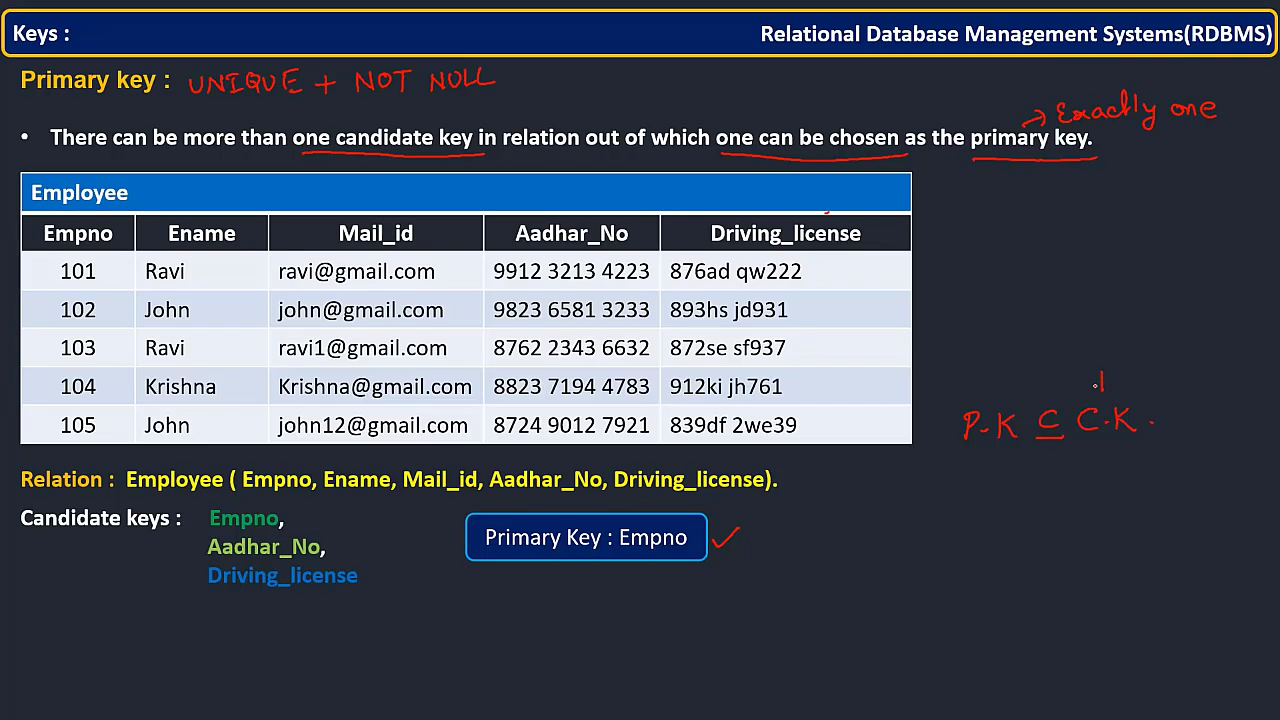 Keys :
Relational Database Management Systems(RDBMS)
Primary key : UNIQUE + NOT NULL
→ Exactly one
• There can be more than one candidate key in relation out of which one can be chosen as the primary key.
Employee
Empno Ename Mail_id Aadhar_No Driving_license
101 Ravi ravi@gmail.com 9912 3213 4223 876ad qw222
102 John john@gmail.com 9823 6581 3233 893hs jd931
103 Ravi ravi1@gmail.com 8762 2343 6632 872se sf937
104 Krishna Krishna@gmail.com 8823 7194 4783 912ki jh761
105 John john12@gmail.com 8724 9012 7921 839df 2we39
P.K ⊆ C.K.
Relation : Employee ( Empno, Ename, Mail_id, Aadhar_No, Driving_license).
Candidate keys : Empno,
Aadhar_No,
Driving_license
Primary Key : Empno ✓